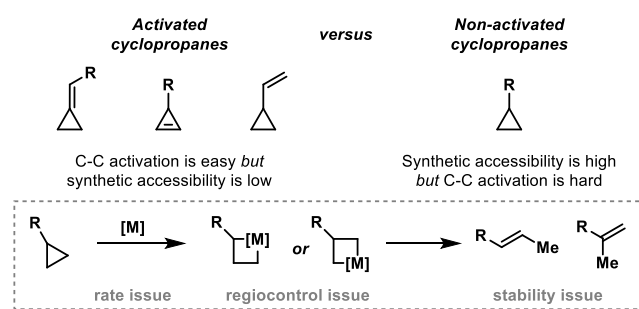 Activated
cyclopropanes
versus
Non-activated
cyclopropanes
R
R
R
C-C activation is easy but
synthetic accessibility is low
Synthetic accessibility is high
but C-C activation is hard
R
[M]
R
[M]
or
R
[M]
R
Me
R
Me
rate issue
regiocontrol issue
stability issue